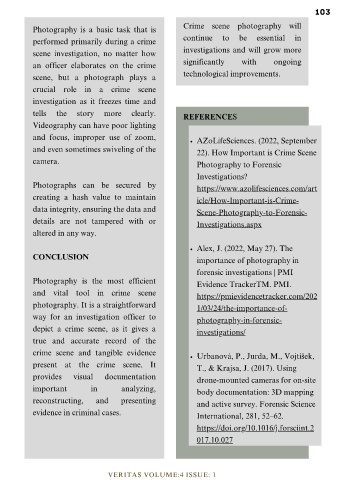 103
Photography is a basic task that is
performed primarily during a crime
scene investigation, no matter how
an officer elaborates on the crime
scene, but a photograph plays a
crucial role in a crime scene
investigation as it freezes time and
tells the story more clearly.
Videography can have poor lighting
and focus, improper use of zoom,
and even sometimes swiveling of the
camera.
Photographs can be secured by
creating a hash value to maintain
data integrity, ensuring the data and
details are not tampered with or
altered in any way.
CONCLUSION
Photography is the most efficient
and vital tool in crime scene
photography. It is a straightforward
way for an investigation officer to
depict a crime scene, as it gives a
true and accurate record of the
crime scene and tangible evidence
present at the crime scene. It
provides visual documentation
important in analyzing,
reconstructing, and presenting
evidence in criminal cases.
Crime scene photography will
continue to be essential in
investigations and will grow more
significantly with ongoing
technological improvements.
REFERENCES
• AZoLifeSciences. (2022, September
22). How Important is Crime Scene
Photography to Forensic
Investigations?
https://www.azolifesciences.com/art
icle/How-Important-is-Crime-
Scene-Photography-to-Forensic-
Investigations.aspx
• Alex, J. (2022, May 27). The
importance of photography in
forensic investigations | PMI
Evidence TrackerTM. PMI.
https://pmievidencetracker.com/202
1/03/24/the-importance-of-
photography-in-forensic-
investigations/
• Urbanová, P., Jurda, M., Vojtíšek,
T., & Krajsa, J. (2017). Using
drone-mounted cameras for on-site
body documentation: 3D mapping
and active survey. Forensic Science
International, 281, 52–62.
https://doi.org/10.1016/j.forsciint.2
017.10.027
VERITAS VOLUME:4 ISSUE: 1